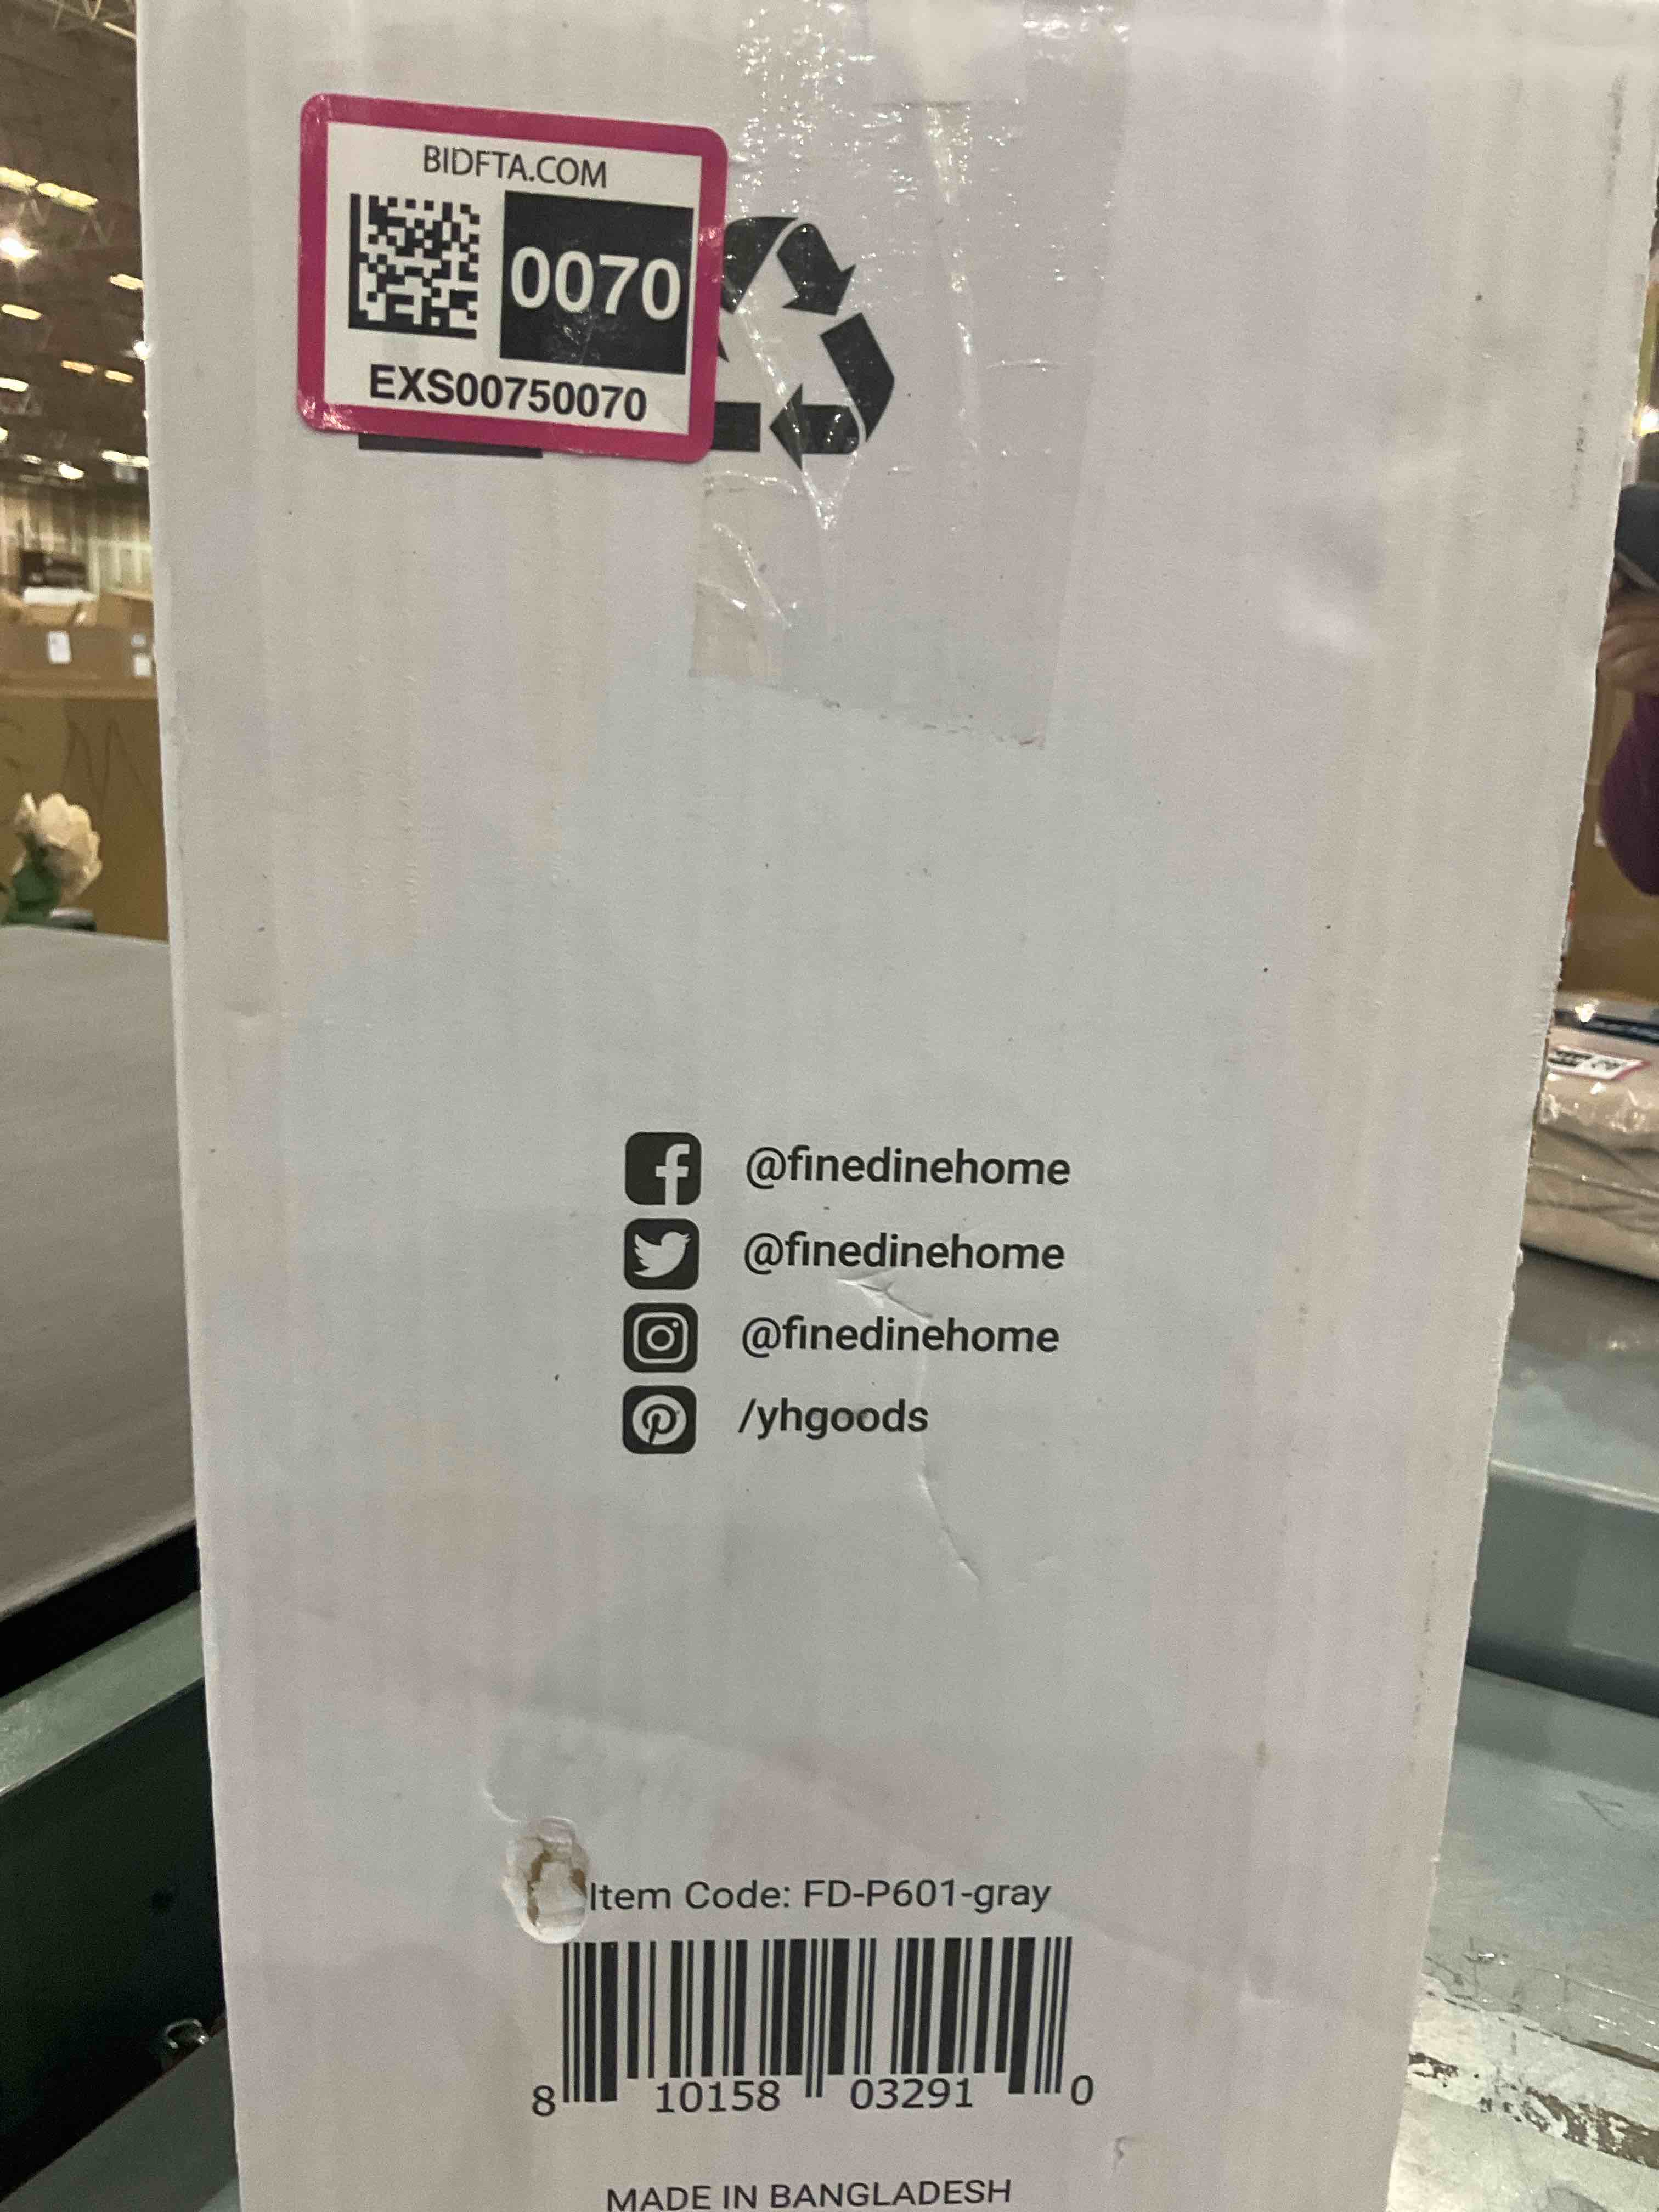 BIDFTA.COM
0070
EXS00750070
@finedinehome
@finedinehome
@finedinehome
/yhgoods
Item Code: FD-P601-gray
8 10158 03291 0
MADE IN BANGLADESH